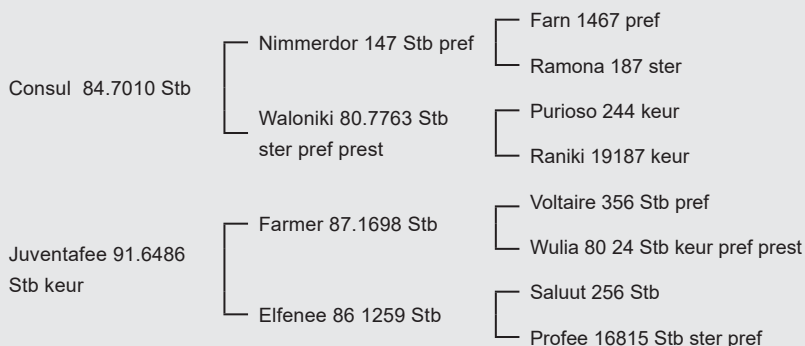 Consul 84.7010 Stb
Nimmerdor 147 Stb pref
Farn 1467 pref
Ramona 187 ster
Waloniki 80.7763 Stb
ster pref prest
Purioso 244 keur
Raniki 19187 keur
Juventafee 91.6486
Stb keur
Farmer 87.1698 Stb
Voltaire 356 Stb pref
Wulia 80 24 Stb keur pref prest
Elfenee 86 1259 Stb
Saluut 256 Stb
Profee 16815 Stb ster pref